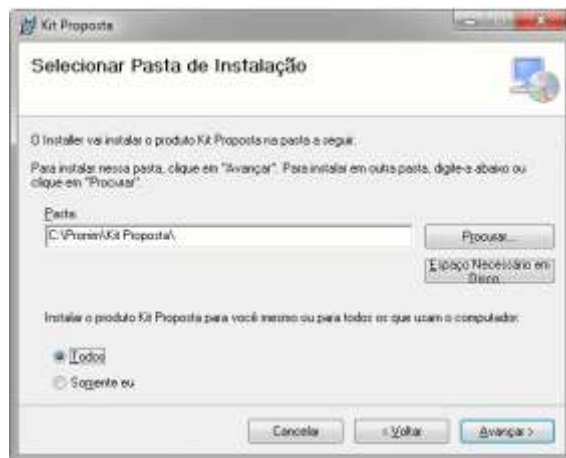 Kit Proposta
Selecionar Pasta de Instalação
O Installer vai instalar o produto Kit Proposta na pasta a seguir.
Para instalar nessa pasta, clique em "Avançar". Para instalar em outra pasta, digite-a abaixo ou
clique em "Procurar".
Pasta:
C:\Pronim\Kit Proposta\
Procurar...
Espaço Necessário em
Disco...
Instalar o produto Kit Proposta para você mesmo ou para todos os que usam o computador:
Todos
Somente eu
Cancelar
< Voltar
Avançar >